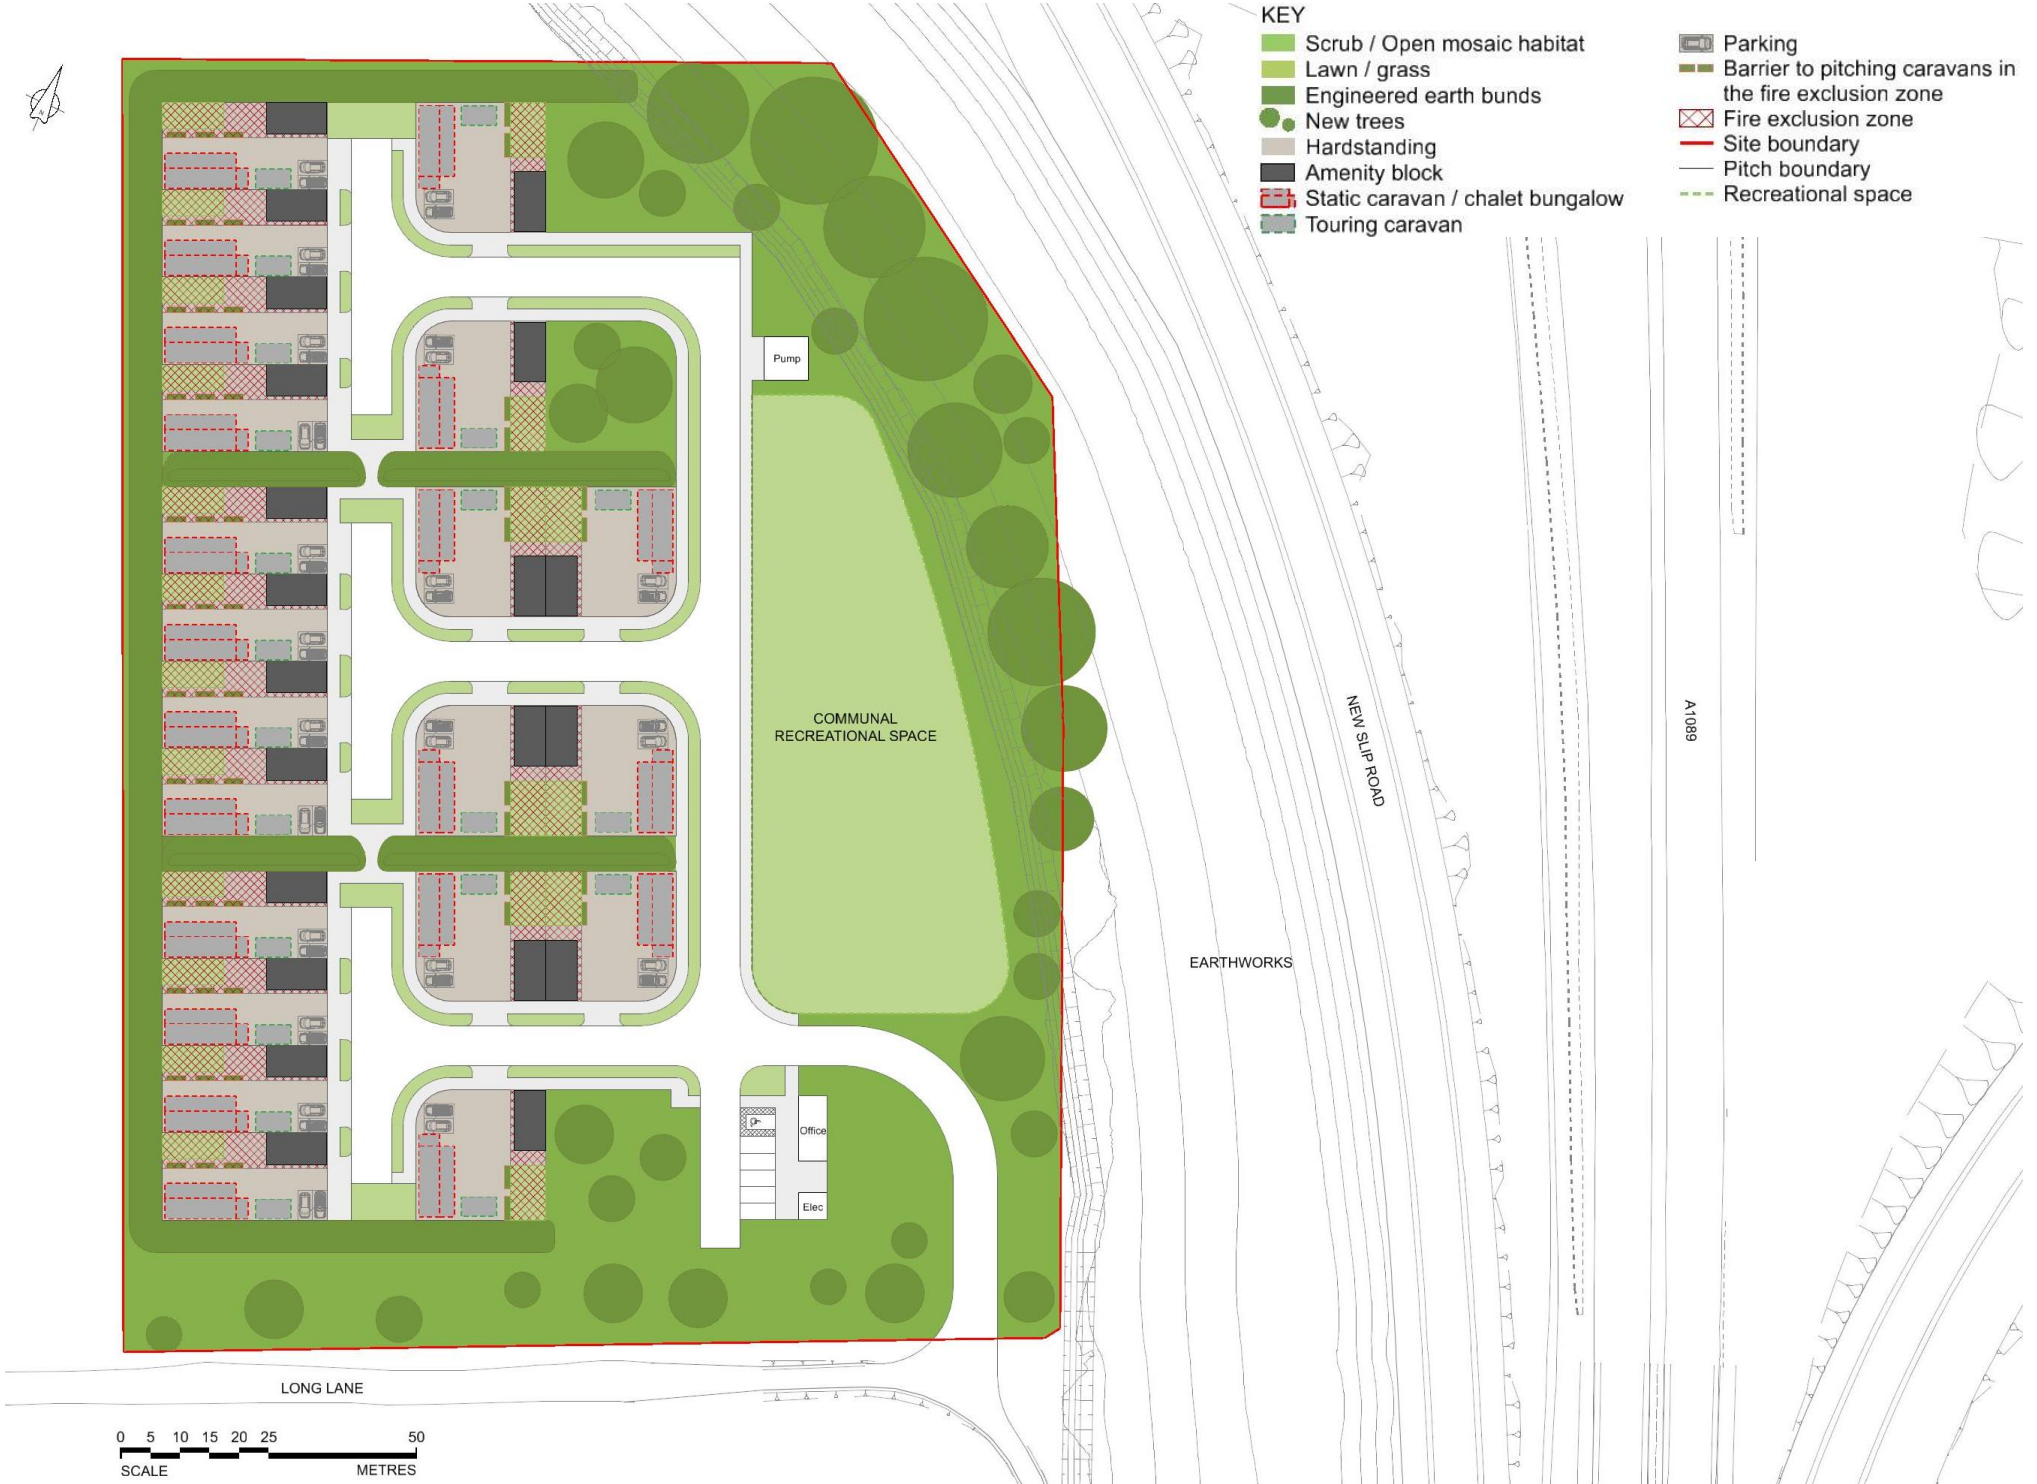 KEY
Scrub / Open mosaic habitat
Lawn / grass
Engineered earth bunds
New trees
Hardstanding
Amenity block
Static caravan / chalet bungalow
Touring caravan
Parking
Barrier to pitching caravans in
the fire exclusion zone
Fire exclusion zone
Site boundary
Pitch boundary
Recreational space
N
Pump
COMMUNAL
RECREATIONAL SPACE
NEW SLIP ROAD
A1089
EARTHWORKS
Office
Elec
LONG LANE
0 5 10 15 20 25 50
SCALE METRES